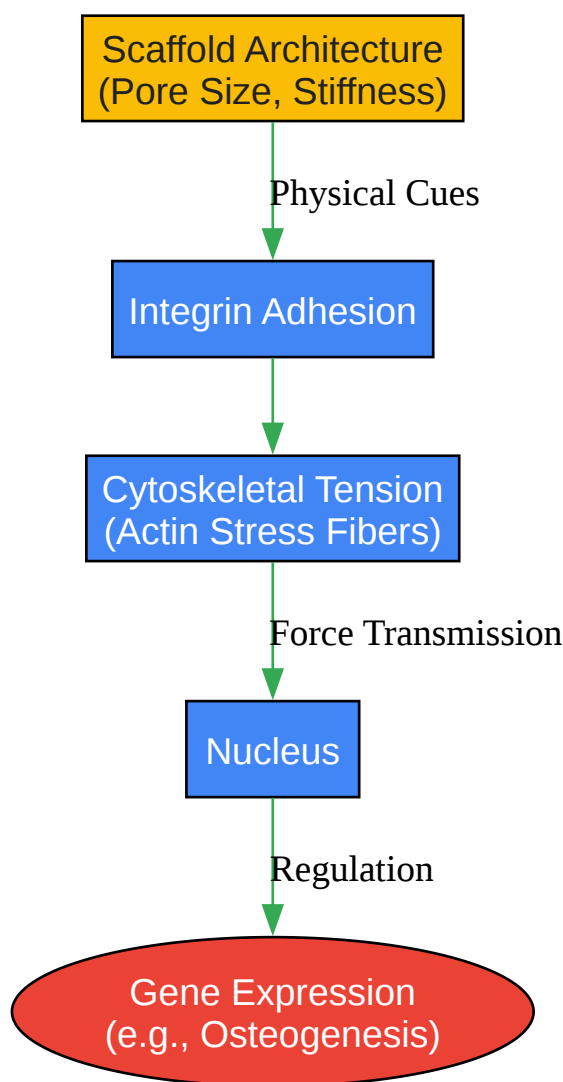 Scaffold Architecture
(Pore Size, Stiffness)
Physical Cues
Integrin Adhesion
Cytoskeletal Tension
(Actin Stress Fibers)
Force Transmission
Nucleus
Regulation
Gene Expression
(e.g., Osteogenesis)